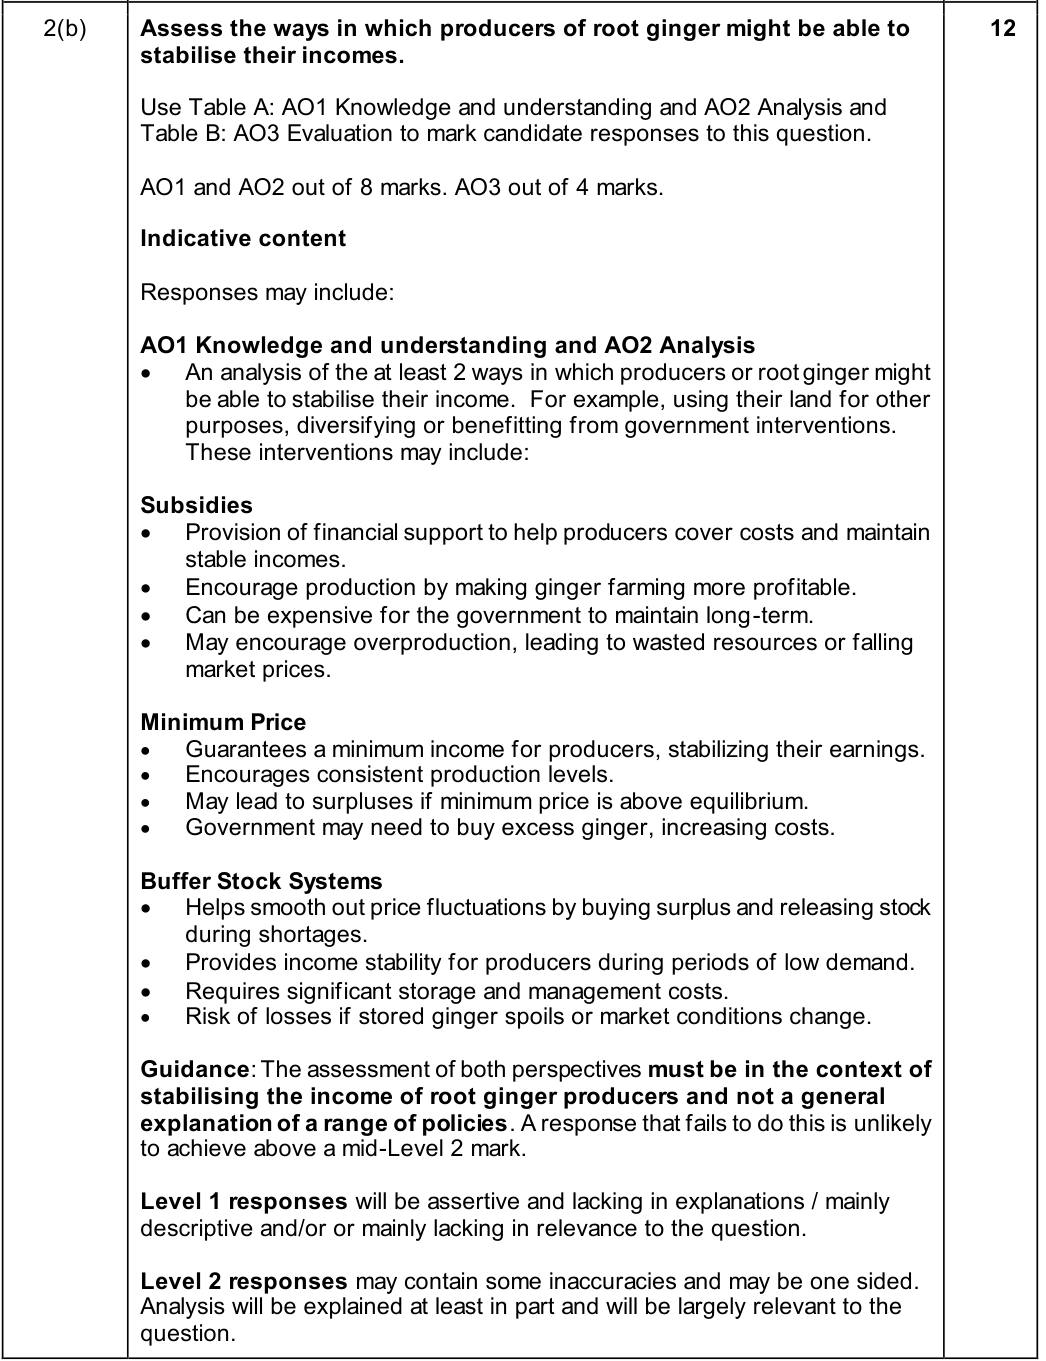 2(b) Assess the ways in which producers of root ginger might be able to 12
stabilise their incomes.
Use Table A: AO1 Knowledge and understanding and AO2 Analysis and
Table B: AO3 Evaluation to mark candidate responses to this question.
AO1 and AO2 out of 8 marks. AO3 out of 4 marks.
Indicative content
Responses may include:
AO1 Knowledge and understanding and AO2 Analysis
• An analysis of the at least 2 ways in which producers or root ginger might
be able to stabilise their income. For example, using their land for other
purposes, diversifying or benefitting from government interventions.
These interventions may include:
Subsidies
• Provision of financial support to help producers cover costs and maintain
stable incomes.
• Encourage production by making ginger farming more profitable.
• Can be expensive for the government to maintain long-term.
• May encourage overproduction, leading to wasted resources or falling
market prices.
Minimum Price
• Guarantees a minimum income for producers, stabilizing their earnings.
• Encourages consistent production levels.
• May lead to surpluses if minimum price is above equilibrium.
• Government may need to buy excess ginger, increasing costs.
Buffer Stock Systems
• Helps smooth out price fluctuations by buying surplus and releasing stock
during shortages.
• Provides income stability for producers during periods of low demand.
• Requires significant storage and management costs.
• Risk of losses if stored ginger spoils or market conditions change.
Guidance: The assessment of both perspectives must be in the context of
stabilising the income of root ginger producers and not a general
explanation of a range of policies. A response that fails to do this is unlikely
to achieve above a mid-Level 2 mark.
Level 1 responses will be assertive and lacking in explanations / mainly
descriptive and/or or mainly lacking in relevance to the question.
Level 2 responses may contain some inaccuracies and may be one sided.
Analysis will be explained at least in part and will be largely relevant to the
question.